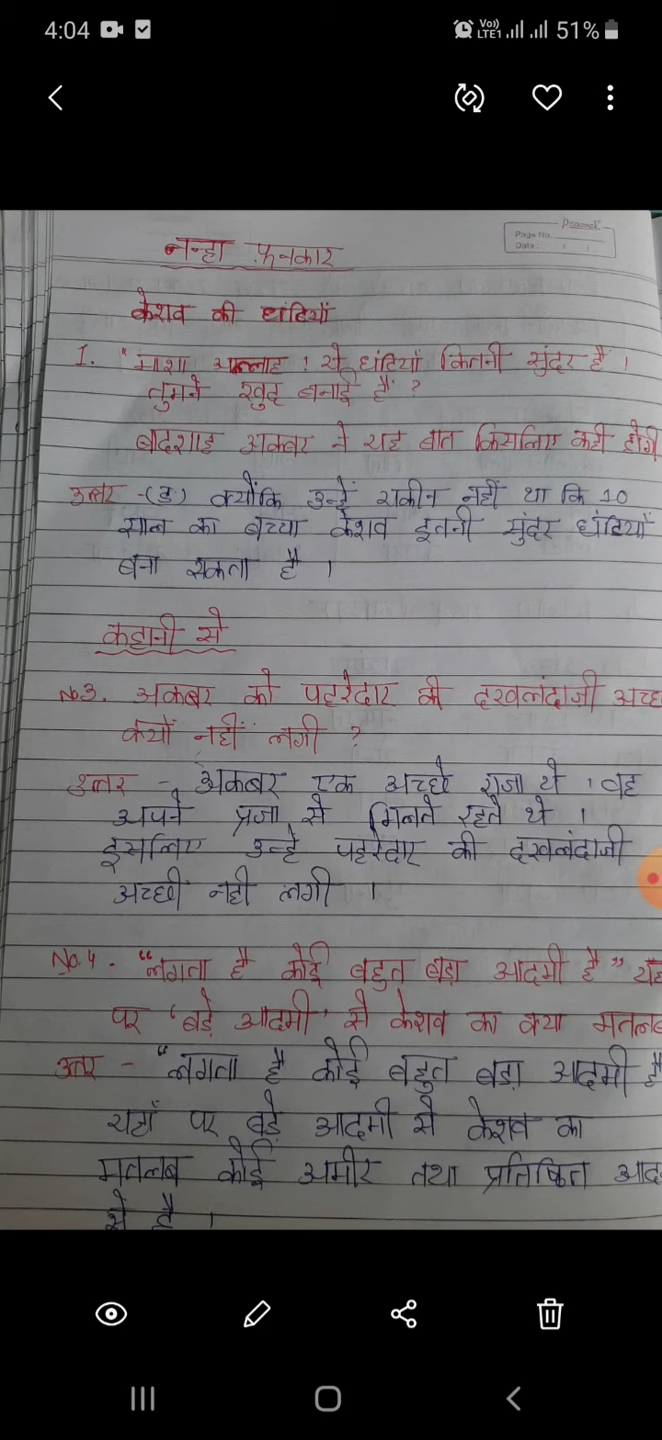 4:04
Vo)) LTE1 51%
Pramod
Page No.
Date
नन्हा फ़नकार
केशव की घंटियाँ
1. "माशा अल्लाह । ये घंटियाँ कितनी सुंदर है ।
तुमने खुद बनाई हैं ?
बादशाह अकबर ने यह बात किसलिए कही होगी
उत्तर - (ड़) क्योंकि उन्हें यकीन नहीं था कि 10
साल का बच्चा केशव इतनी सुंदर घंटियाँ
बना सकता है ।
कहानी से
No 3. अकबर को पहरेदार की दखलंदाजी अच्छ
क्यों नहीं लगी ?
उत्तर - अकबर एक अच्छे राजा थे । वह
अपने प्रजा से मिलते रहते थे ।
इसलिए उन्हे पहरेदार की दखलंदाजी
अच्छी नही लगी ।
No 4 - "लगता है कोई बहुत बड़ा आदमी है" यह
पर 'बड़े आदमी' से केशव का क्या मतलब
उत्तर - "लगता है कोई बहुत बड़ा आदमी है
यहाँ पर बड़े आदमी से केशव का
मतलब कोई अमीर तथा प्रतिष्ठित आद
से है ।